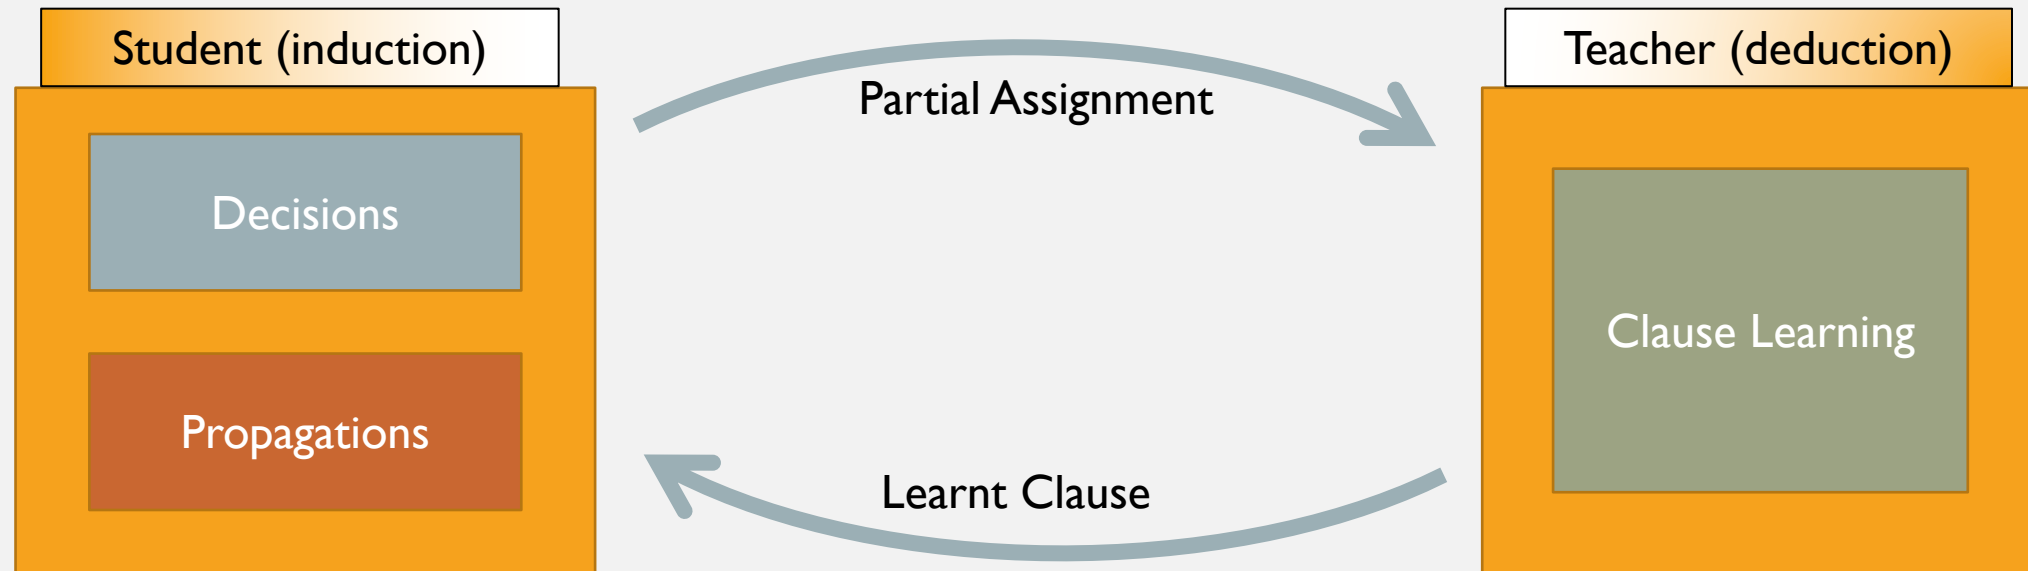 Student (induction)
Teacher (deduction)
Partial Assignment
Decisions
Clause Learning
Propagations
Learnt Clause